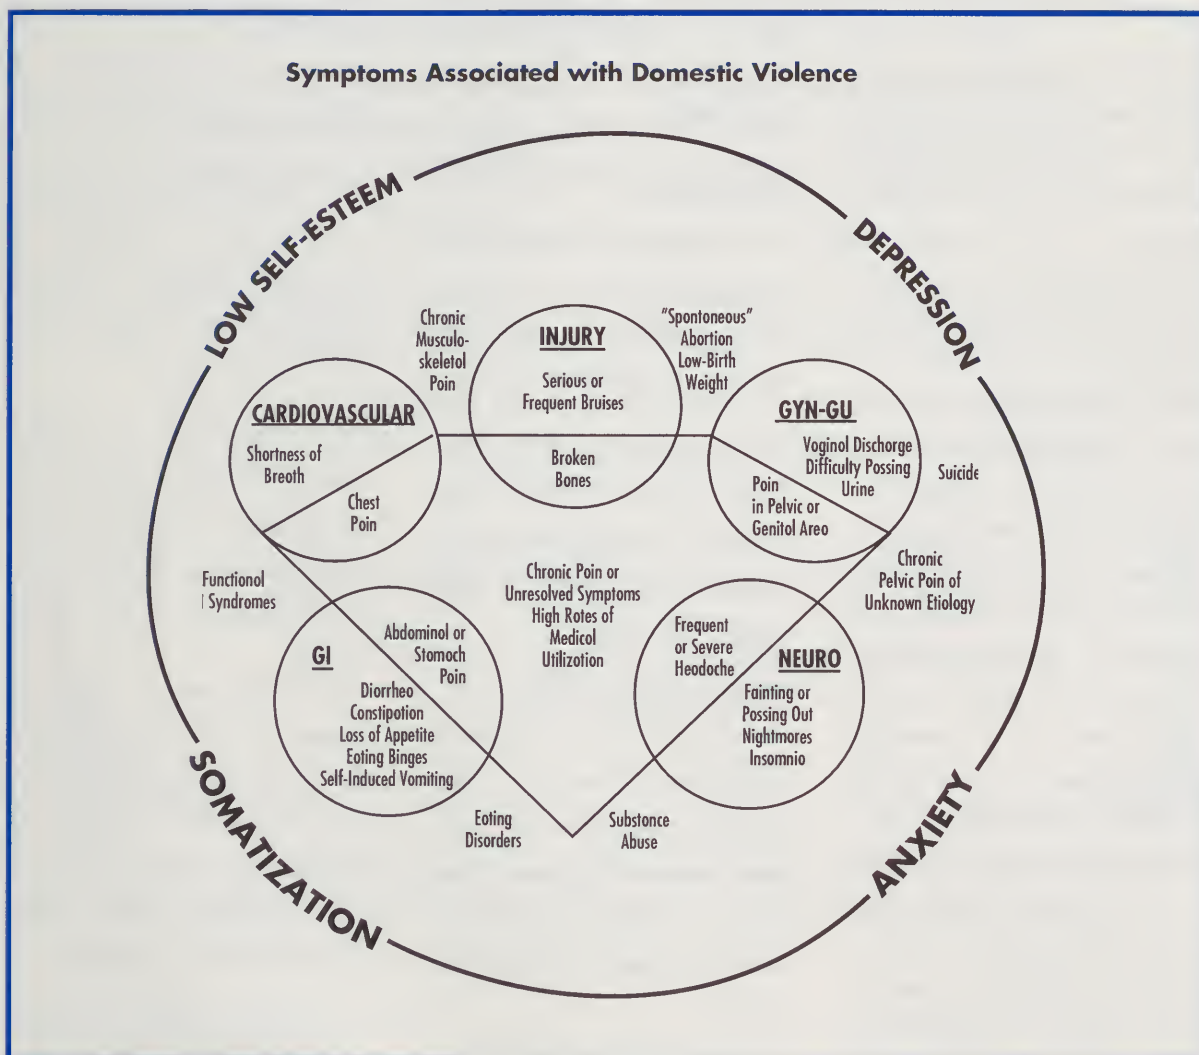 Symptoms Associated with Domestic Violence
LOW SELF-ESTEEM
DEPRESSION
Chronic
Musculo-
skeletol
Poin
INJURY
Serious or
Frequent Bruises
Broken
Bones
"Spontoneous"
Abortion
Low-Birth
Weight
CARDIOVASCULAR
Shortness of
Breoth
Chest
Poin
GYN-GU
Voginol Dischorge
Difficulty Possing
Urine
Poin
in Pelvic or
Genitol Areo
Suicide
Functional
Syndromes
Chronic Poin or
Unresolved Symptoms
High Rotes of
Medicol
Utilization
Chronic
Pelvic Poin of
Unknown Etiology
GI
Abdominol or
Stomoch
Poin
Diorrheo
Constipotion
Loss of Appetite
Eoting Binges
Self-Induced Vomiting
Frequent
or Severe
Heodoche
NEURO
Fointing or
Possing Out
Nightmores
Insomnio
Eoting
Disorders
Substonce
Abuse
SOMATIZATION
ANXIETY